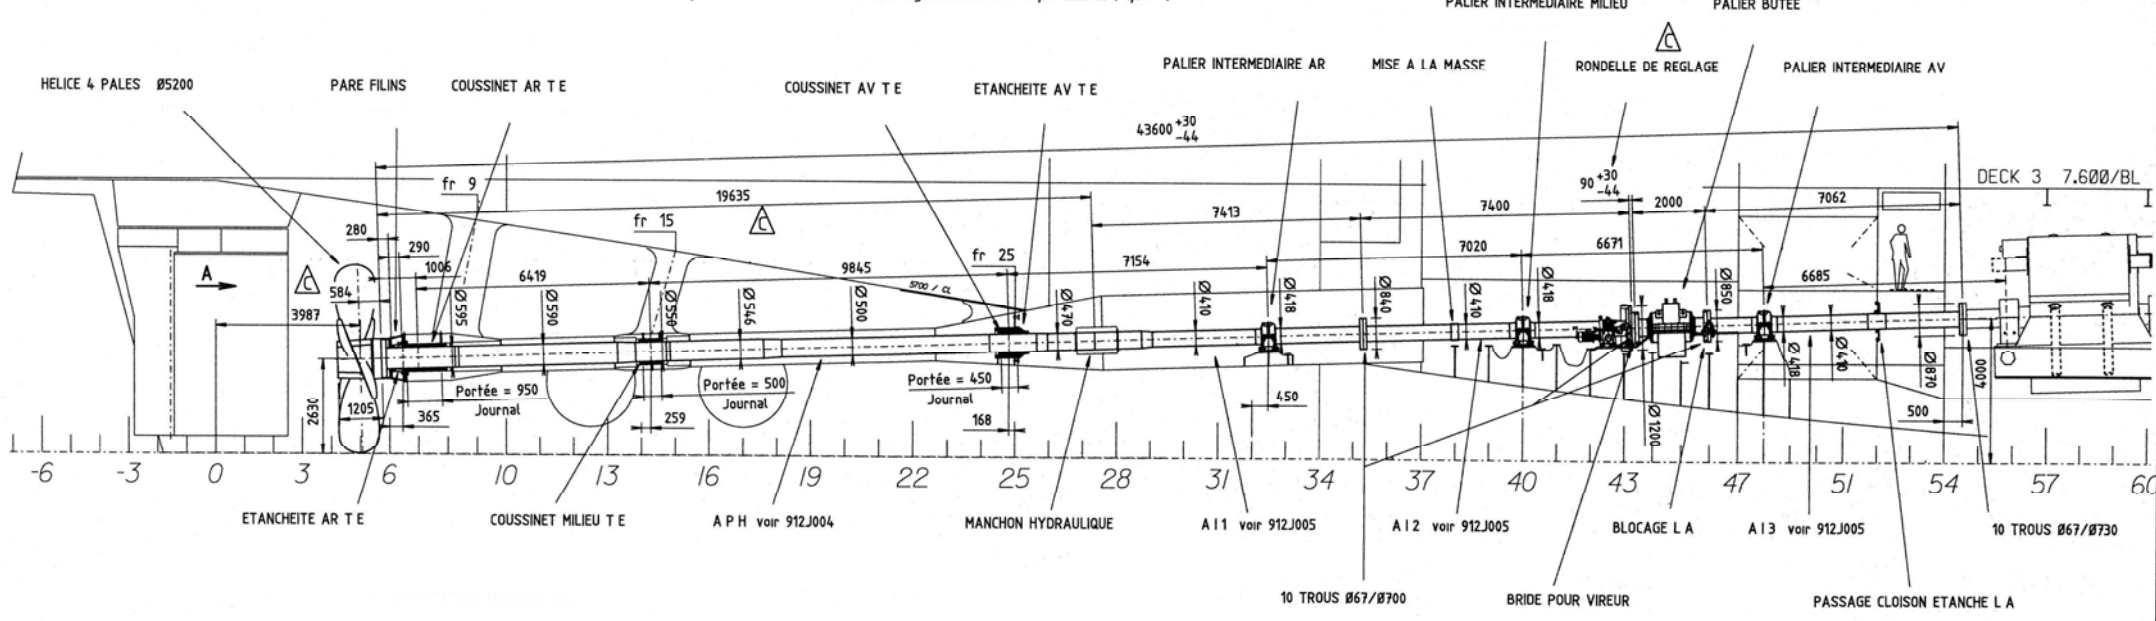 PALIER INTERMEDIAIRE MILIEU
PALIER BUTEE
C
PALIER INTERMEDIAIRE AR
MISE A LA MASSE
RONDELLE DE REGLAGE
PALIER INTERMEDIAIRE AV
HELICE 4 PALES Ø5200
PARE FILINS
COUSSINET AR T E
COUSSINET AV T E
ETANCHEITE AV T E
43600 +30 -44
fr 9
90 +30 -44
DECK 3 7.600/BL
19635
C
fr 15
7413
7400
2000
7062
280
290
1006
6419
9845
fr 25
7154
7020
6671
6685
A
C
584
3987
5700 / CL
Ø595
Ø590
Ø550
Ø546
Ø500
Ø470
Ø410
Ø418
Ø840
Ø410
Ø418
Ø850
Ø418
Ø410
Ø870
4000
2630
1205
365
Portée = 950
Journal
259
Portée = 500
Journal
Portée = 450
Journal
168
450
Ø1200
500
-6 -3 0 3 6 10 13 16 19 22 25 28 31 34 37 40 43 47 51 54 57 60
ETANCHEITE AR T E
COUSSINET MILIEU T E
A P H voir 912J004
MANCHON HYDRAULIQUE
A I 1 voir 912J005
A I 2 voir 912J005
BLOCAGE L A
A I 3 voir 912J005
10 TROUS Ø67/Ø730
10 TROUS Ø67/Ø700
BRIDE POUR VIREUR
PASSAGE CLOISON ETANCHE L A